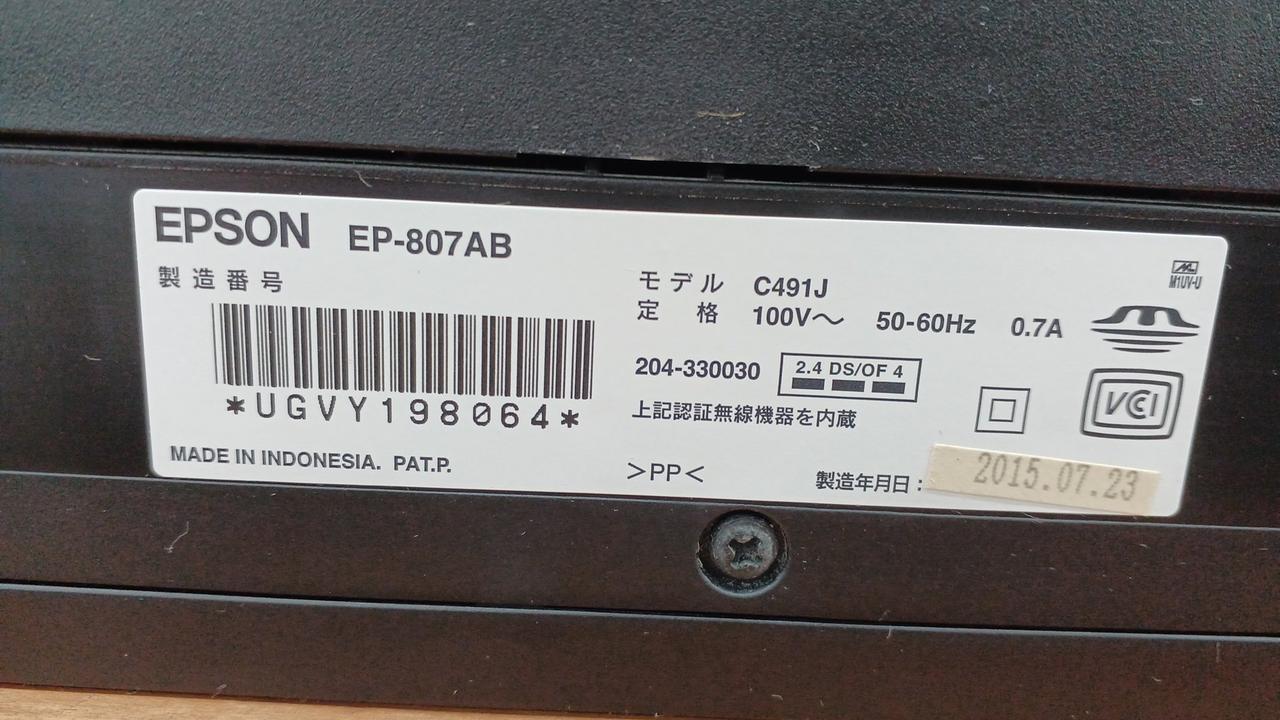 EPSON EP-807AB
製造番号
*UGVY198064*
MADE IN INDONESIA. PAT.P.
モデル C491J
定格 100V～ 50-60Hz 0.7A
204-330030 2.4 DS/OF 4
上記認証無線機器を内蔵
>PP<
製造年月日: 2015.07.23
M1UV-U
VCI